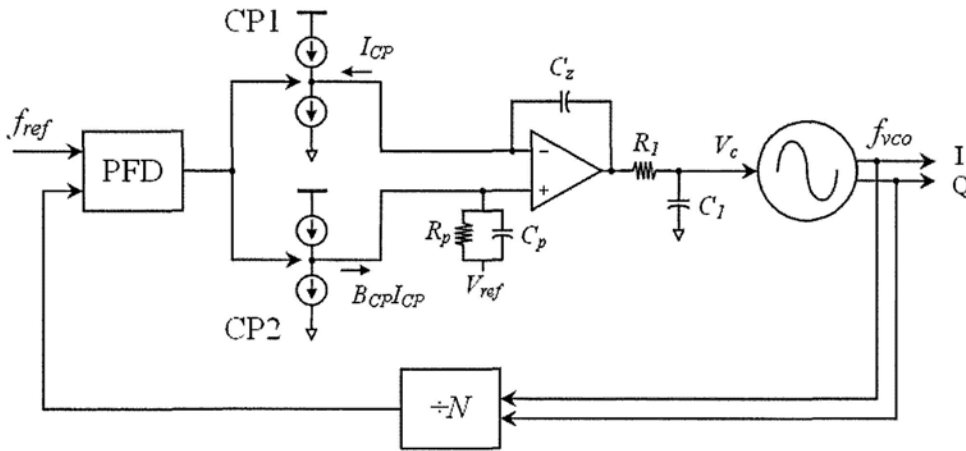 CP1
I_CP
C_z
f_ref
PFD
−
+
R_1
V_c
f_vco
I
Q
C_1
R_p
C_p
V_ref
B_CP I_CP
CP2
÷N